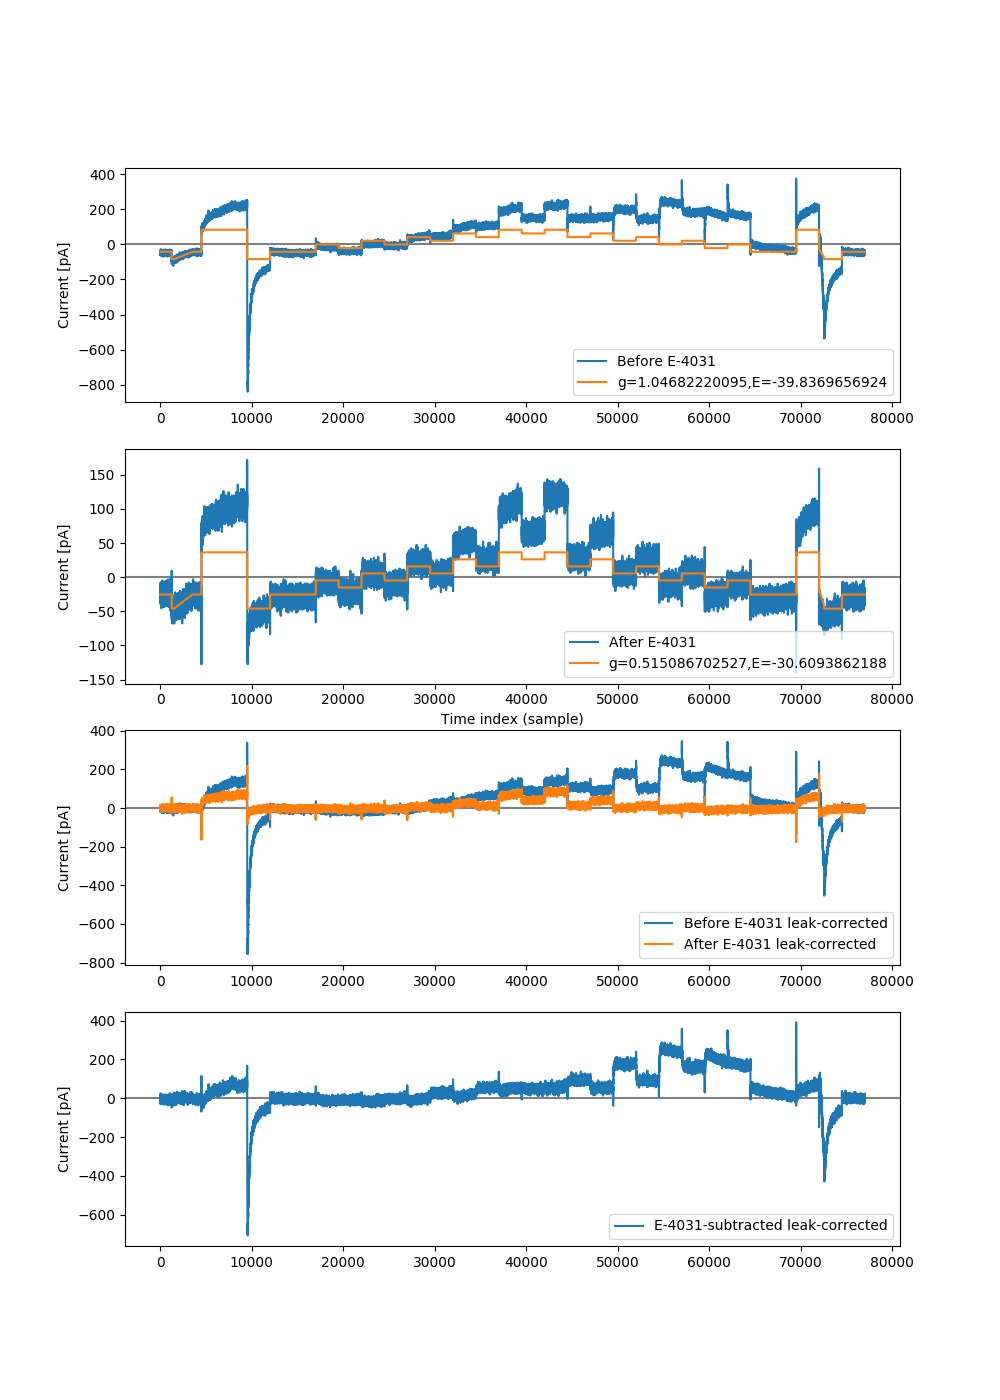 400
200
0
−200
−400
−600
−800
Current [pA]
Before E-4031
g=1.04682220095,E=-39.8369656924
0 10000 20000 30000 40000 50000 60000 70000 80000
150
100
50
0
−50
−100
−150
Current [pA]
After E-4031
g=0.515086702527,E=-30.6093862188
0 10000 20000 30000 40000 50000 60000 70000 80000
Time index (sample)
400
200
0
−200
−400
−600
−800
Current [pA]
Before E-4031 leak-corrected
After E-4031 leak-corrected
0 10000 20000 30000 40000 50000 60000 70000 80000
400
200
0
−200
−400
−600
Current [pA]
E-4031-subtracted leak-corrected
0 10000 20000 30000 40000 50000 60000 70000 80000